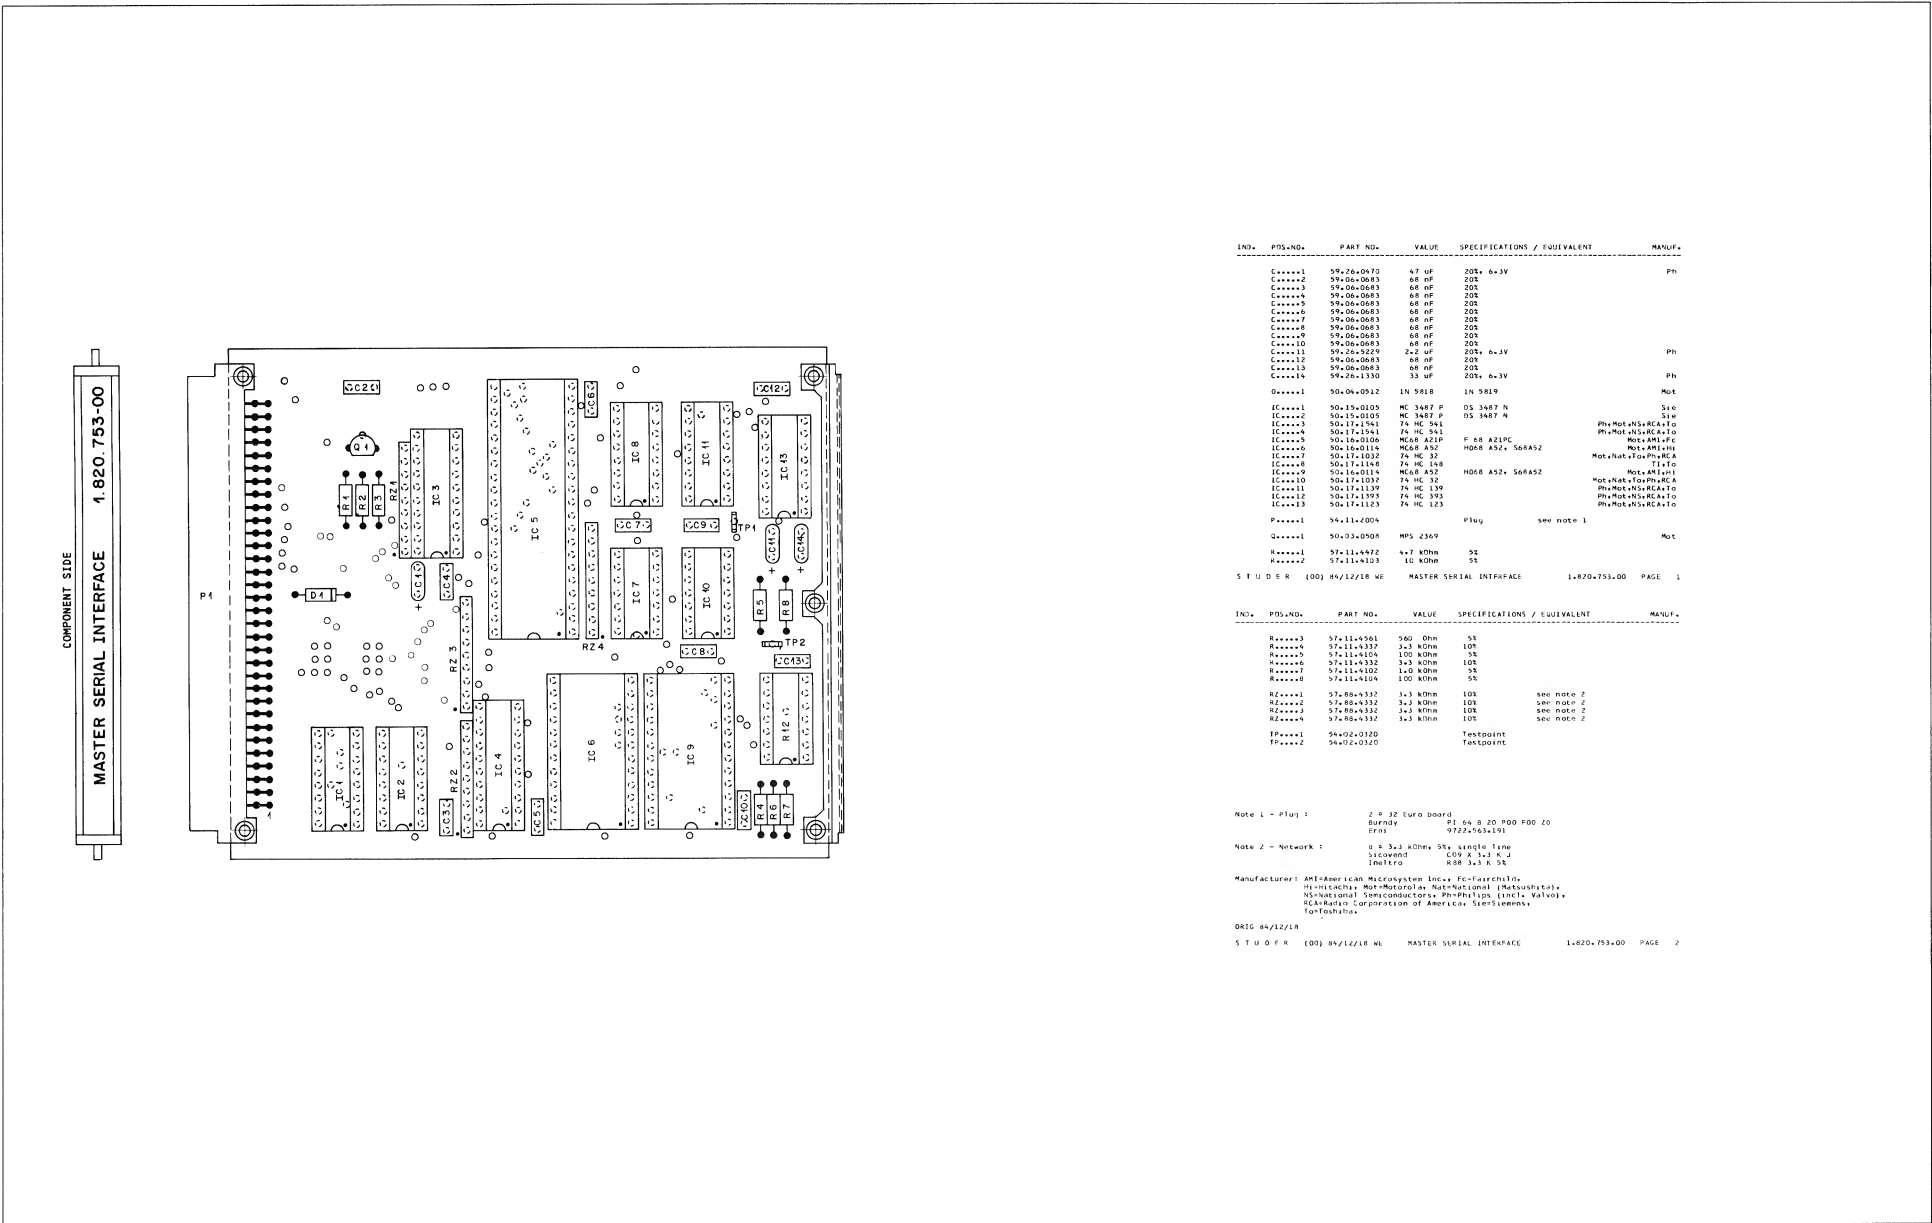 COMPONENT SIDE
MASTER SERIAL INTERFACE 1.820.753-00
P1
C2
Q1
R1
R2
R3
RZ1
IC 3
D1
C1
+
C4
RZ 3
IC 5
C6
RZ4
IC 8
IC 11
C12
IC 13
C7
C9
TP1
C11
+
C14
+
IC 7
IC 10
R5
R8
TP2
C8
C13
IC 1
IC 2
C3
RZ2
IC 4
C5
IC 6
IC 9
R12
C10
R4
R6
R7
1
IND. POS.NO. PART NO. VALUE SPECIFICATIONS / EQUIVALENT MANUF.
C.....1 59.26.0470 47 uF 20%, 6.3V Ph
C.....2 59.06.0683 68 nF 20%
C.....3 59.06.0683 68 nF 20%
C.....4 59.06.0683 68 nF 20%
C.....5 59.06.0683 68 nF 20%
C.....6 59.06.0683 68 nF 20%
C.....7 59.06.0683 68 nF 20%
C.....8 59.06.0683 68 nF 20%
C.....9 59.06.0683 68 nF 20%
C....10 59.06.0683 68 nF 20%
C....11 59.26.5229 2.2 uF 20%, 6.3V Ph
C....12 59.06.0683 68 nF 20%
C....13 59.06.0683 68 nF 20%
C....14 59.26.1330 33 uF 20%, 6.3V Ph
D.....1 50.04.0512 1N 5818 1N 5819 Mot
IC....1 50.15.0105 MC 3487 P DS 3487 N Sie
IC....2 50.15.0105 MC 3487 P DS 3487 N Sie
IC....3 50.17.1541 74 HC 541 Ph,Mot,NS,RCA,To
IC....4 50.17.1541 74 HC 541 Ph,Mot,NS,RCA,To
IC....5 50.16.0106 MC68 A21P F 68 A21PC Mot,AMI,Fc
IC....6 50.16.0114 MC68 A52 HD68 A52, S68A52 Mot,AMI,Hi
IC....7 50.17.1032 74 HC 32 Mot,Nat,To,Ph,RCA
IC....8 50.17.1148 74 HC 148 TI,To
IC....9 50.16.0114 MC68 A52 HD68 A52, S68A52 Mot,AMI,Hi
IC...10 50.17.1032 74 HC 32 Mot,Nat,To,Ph,RCA
IC...11 50.17.1139 74 HC 139 Ph,Mot,NS,RCA,To
IC...12 50.17.1393 74 HC 393 Ph,Mot,NS,RCA,To
IC...13 50.17.1123 74 HC 123 Ph,Mot,NS,RCA,To
P.....1 54.11.2004 Plug see note 1
Q.....1 50.03.0508 MPS 2369 Mot
R.....1 57.11.4472 4.7 kOhm 5%
R.....2 57.11.4103 10 kOhm 5%
S T U D E R (00) 84/12/18 WE MASTER SERIAL INTERFACE 1.820.753.00 PAGE 1
IND. POS.NO. PART NO. VALUE SPECIFICATIONS / EQUIVALENT MANUF.
R.....3 57.11.4561 560 Ohm 5%
R.....4 57.11.4332 3.3 kOhm 10%
R.....5 57.11.4104 100 kOhm 5%
R.....6 57.11.4332 3.3 kOhm 10%
R.....7 57.11.4102 1.0 kOhm 5%
R.....8 57.11.4104 100 kOhm 5%
RZ....1 57.88.4332 3.3 kOhm 10% see note 2
RZ....2 57.88.4332 3.3 kOhm 10% see note 2
RZ....3 57.88.4332 3.3 kOhm 10% see note 2
RZ....4 57.88.4332 3.3 kOhm 10% see note 2
TP....1 54.02.0320 Testpoint
TP....2 54.02.0320 Testpoint
Note 1 - Plug : 2 * 32 Euro board
Burndy PI 64 B 20 P00 F00 Z0
Erni 9722.563.191
Note 2 - Network : 8 * 3.3 kOhm, 5%, single line
Sicovend C09 X 3.3 K J
Ineltro R88 3.3 K 5%
Manufacturer: AMI=American Microsystem Inc., Fc=Fairchild,
Hi=Hitachi, Mot=Motorola, Nat=National (Matsushita),
NS=National Semiconductors, Ph=Philips (incl. Valvo),
RCA=Radio Corporation of America, Sie=Siemens,
To=Toshiba.
ORIG 84/12/18
S T U D E R (00) 84/12/18 WE MASTER SERIAL INTERFACE 1.820.753.00 PAGE 2